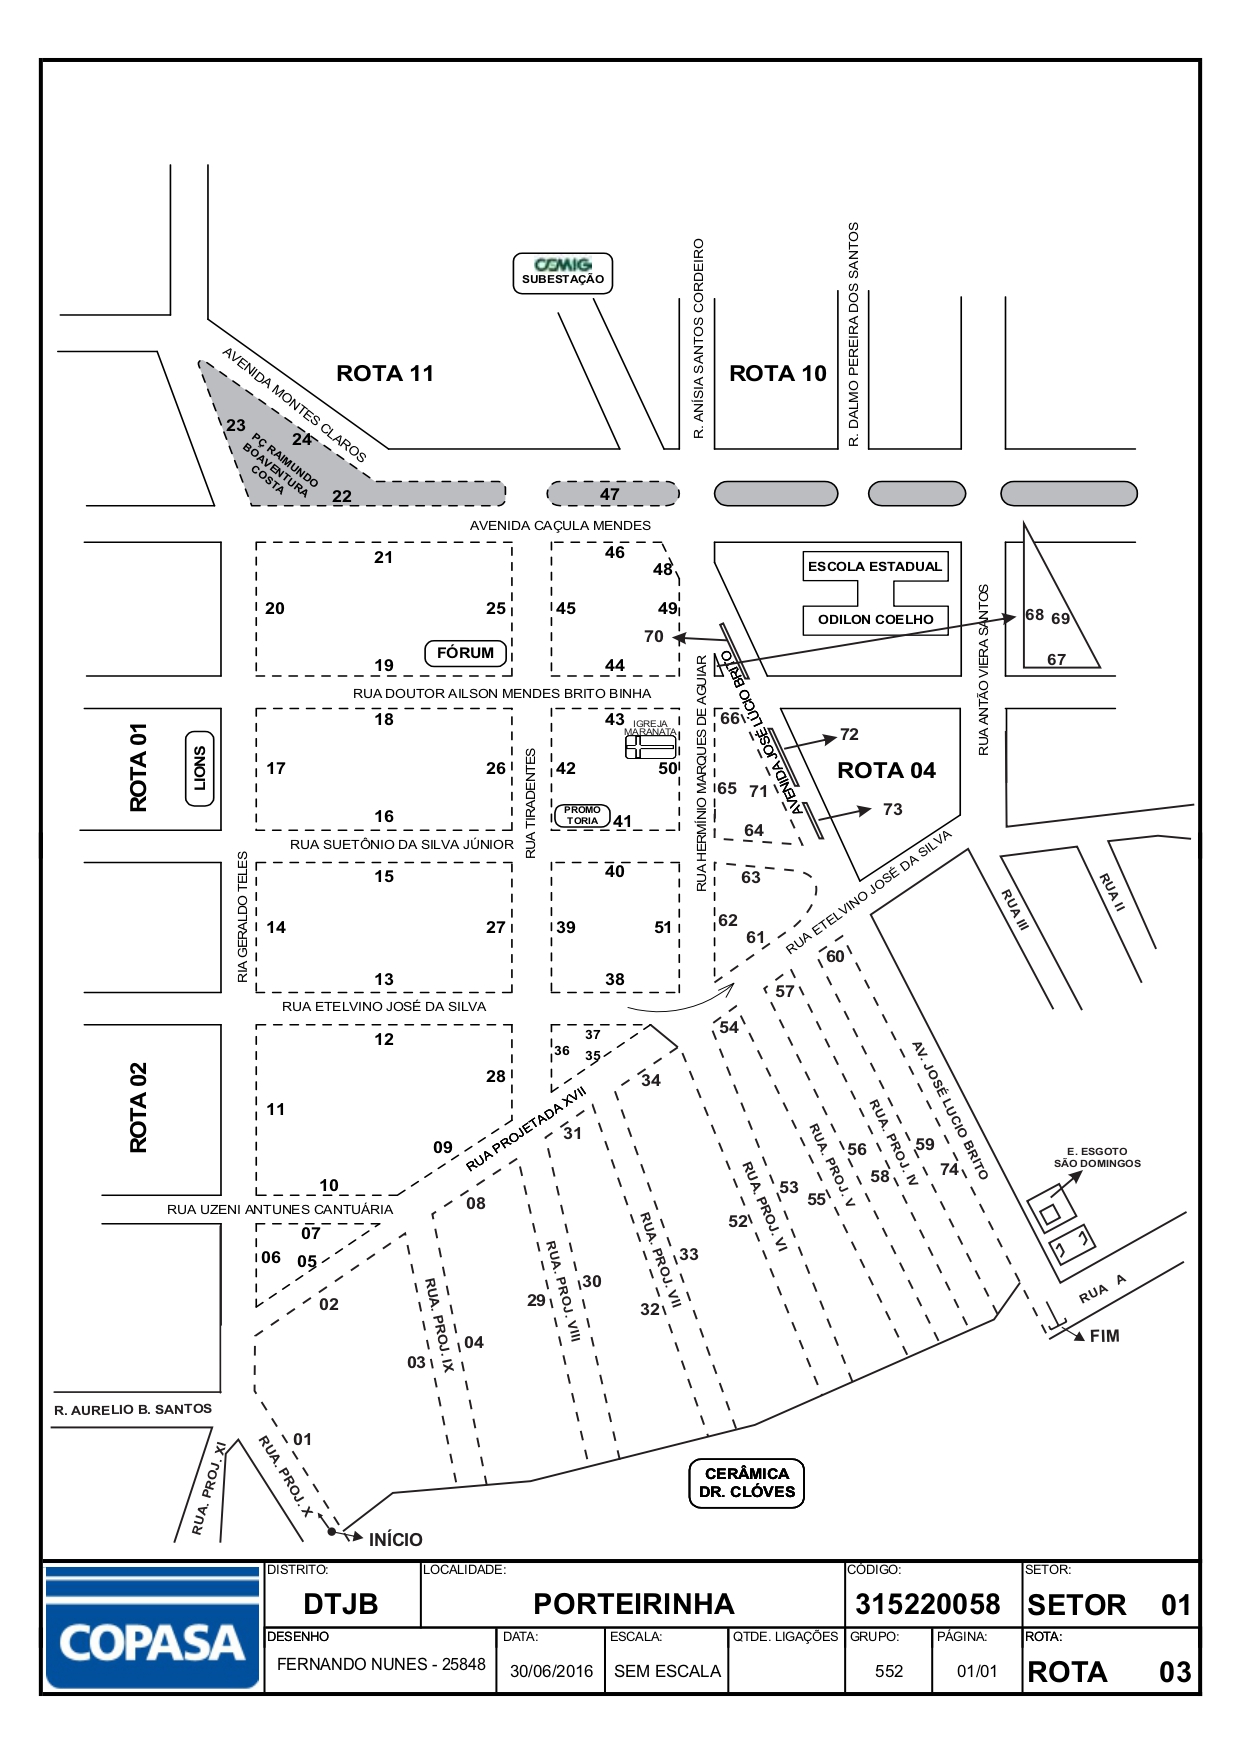 CEMIG
SUBESTAÇÃO
R. ANÍSIA SANTOS CORDEIRO
R. DALMO PEREIRA DOS SANTOS
AVENIDA MONTES CLAROS
ROTA 11
ROTA 10
23
24
PÇ RAIMUNDO
BOAVENTURA
COSTA
22
47
AVENIDA CAÇULA MENDES
21
46
48
ESCOLA ESTADUAL
ODILON COELHO
20
25
45
49
70
68
69
67
FÓRUM
19
44
RUA DOUTOR AILSON MENDES BRITO BINHA
RUA HERMÍNIO MARQUES DE AGUIAR
AVENIDA JOSÉ LUCIO BRITO
RUA ANTÃO VIERA SANTOS
18
43
IGREJA
MARANATA
66
72
ROTA 01
LIONS
17
26
RUA TIRADENTES
42
50
ROTA 04
65
71
73
16
PROMO
TORIA
41
64
RUA SUETÔNIO DA SILVA JÚNIOR
RIA GERALDO TELES
15
40
63
RUA ETELVINO JOSÉ DA SILVA
RUA III
RUA II
14
27
39
51
62
61
60
13
38
57
RUA ETELVINO JOSÉ DA SILVA
54
12
37
36
35
28
34
ROTA 02
11
09
RUA PROJETADA XVII
31
AV. JOSÉ LUCIO BRITO
10
08
RUA UZENI ANTUNES CANTUÁRIA
07
06
05
02
RUA. PROJ. IX
03
04
RUA. PROJ. VIII
29
30
RUA. PROJ. VII
32
33
RUA. PROJ. VI
52
53
RUA. PROJ. V
55
56
RUA. PROJ. IV
58
59
74
E. ESGOTO
SÃO DOMINGOS
RUA A
FIM
R. AURELIO B. SANTOS
01
RUA. PROJ. XI
RUA. PROJ. X
INÍCIO
CERÂMICA
DR. CLÓVES
COPASA
DISTRITO:
DTJB
LOCALIDADE:
PORTEIRINHA
CÓDIGO:
315220058
SETOR:
SETOR 01
DESENHO
FERNANDO NUNES - 25848
DATA:
30/06/2016
ESCALA:
SEM ESCALA
QTDE. LIGAÇÕES
GRUPO:
552
PÁGINA:
01/01
ROTA:
ROTA 03